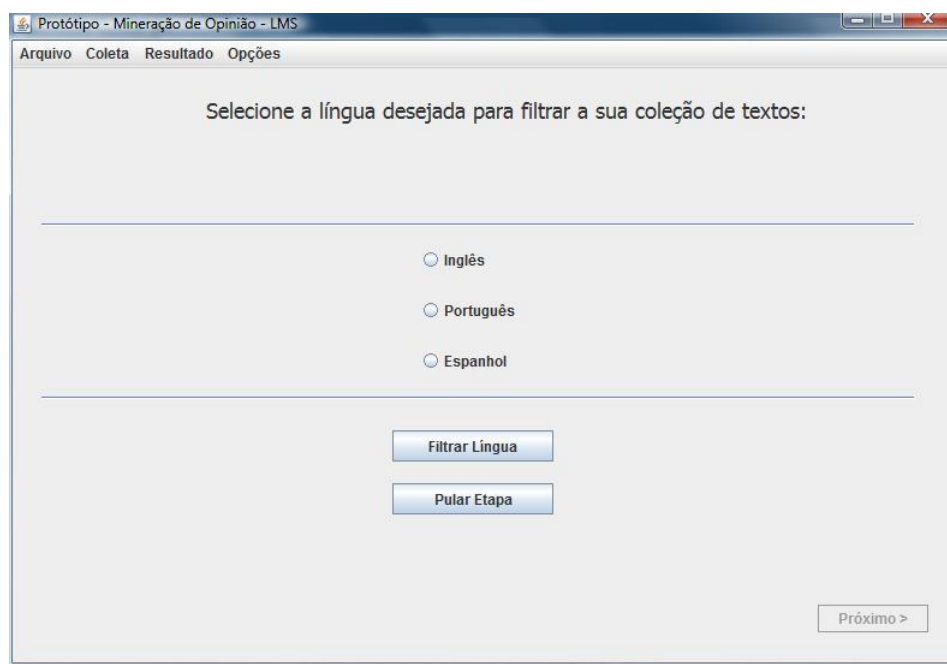 Protótipo - Mineração de Opinião - LMS
Arquivo Coleta Resultado Opções
Selecione a língua desejada para filtrar a sua coleção de textos:
Inglês
Português
Espanhol
Filtrar Língua
Pular Etapa
Próximo >